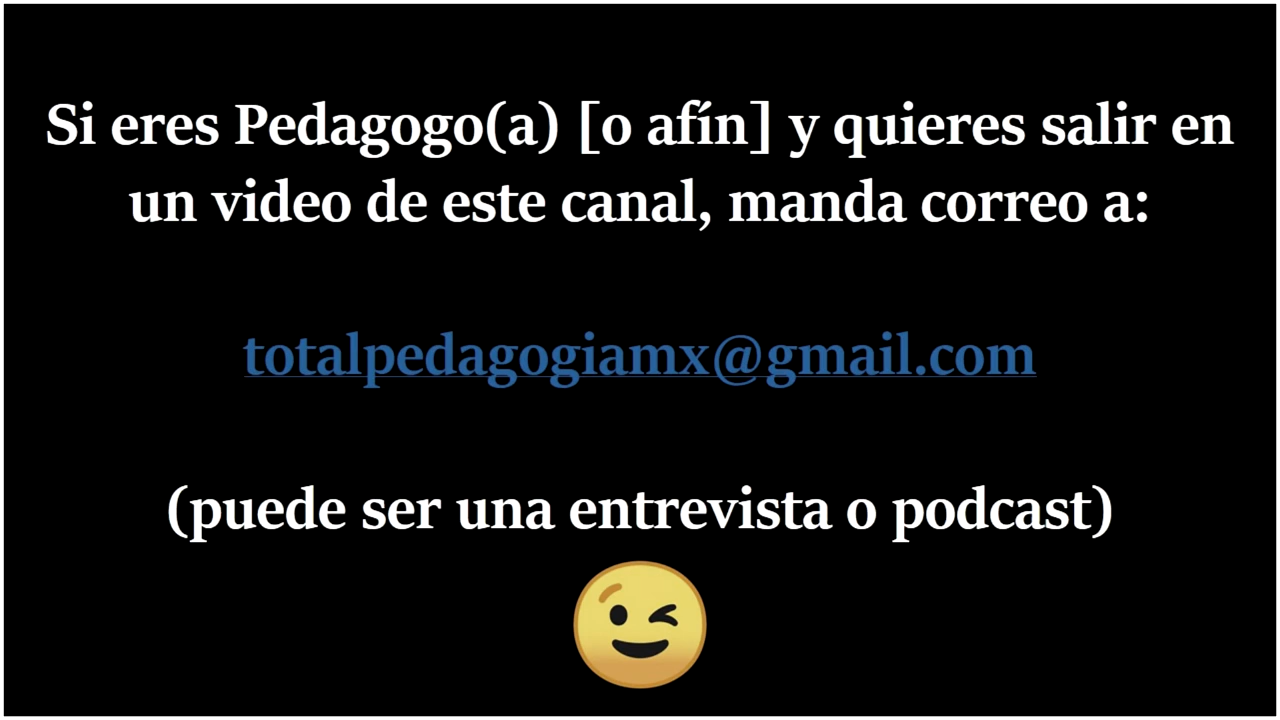 Si eres Pedagogo(a) [o afín] y quieres salir en
un video de este canal, manda correo a:
totalpedagogiamx@gmail.com
(puede ser una entrevista o podcast)